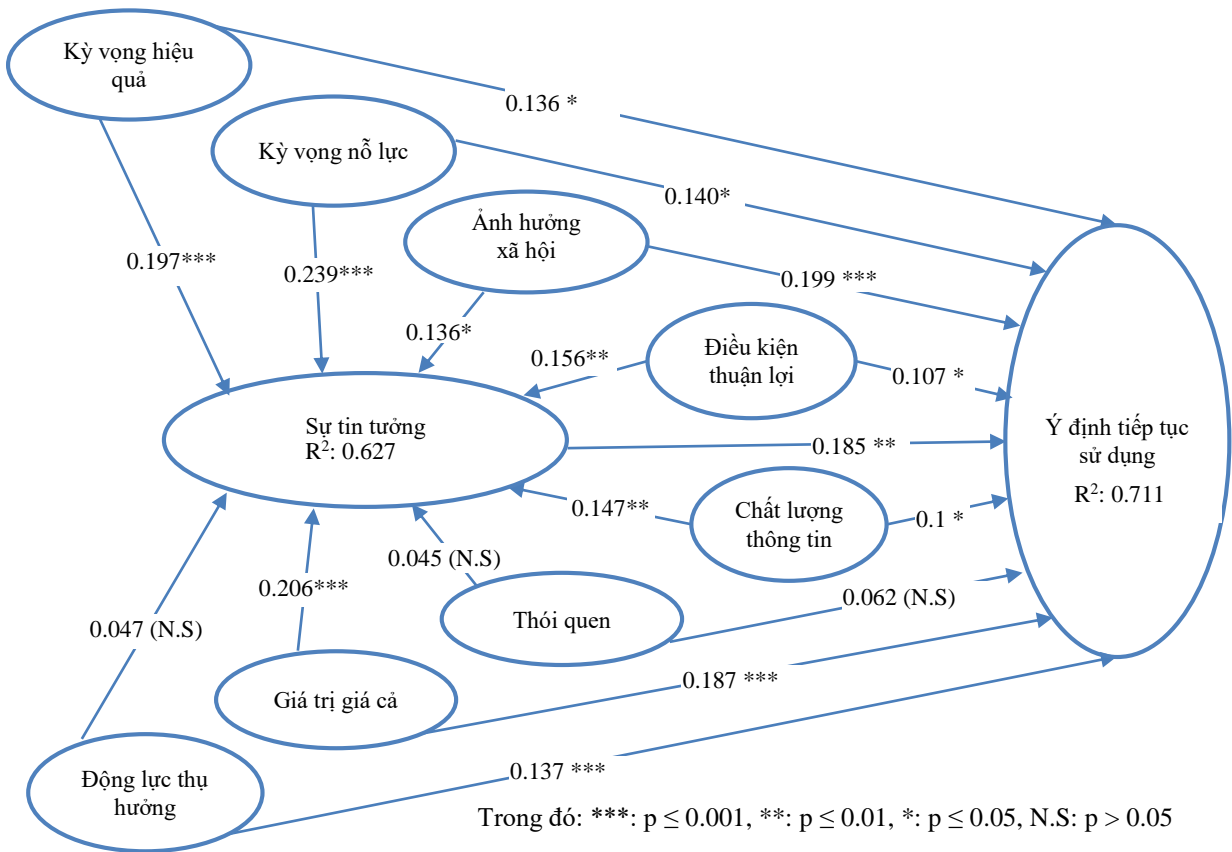 Kỳ vọng hiệu
quả
0.136 *
Kỳ vọng nỗ lực
0.140*
Ảnh hưởng
xã hội
0.197***
0.239***
0.199 ***
0.136*
0.156**
Điều kiện
thuận lợi
0.107 *
Sự tin tưởng
R²: 0.627
0.185 **
Ý định tiếp tục
sử dụng
R²: 0.711
0.147**
Chất lượng
thông tin
0.1 *
0.045 (N.S)
0.206***
0.062 (N.S)
0.047 (N.S)
Thói quen
Giá trị giá cả
0.187 ***
Động lực thụ
hưởng
0.137 ***
Trong đó: ***: p ≤ 0.001, **: p ≤ 0.01, *: p ≤ 0.05, N.S: p > 0.05